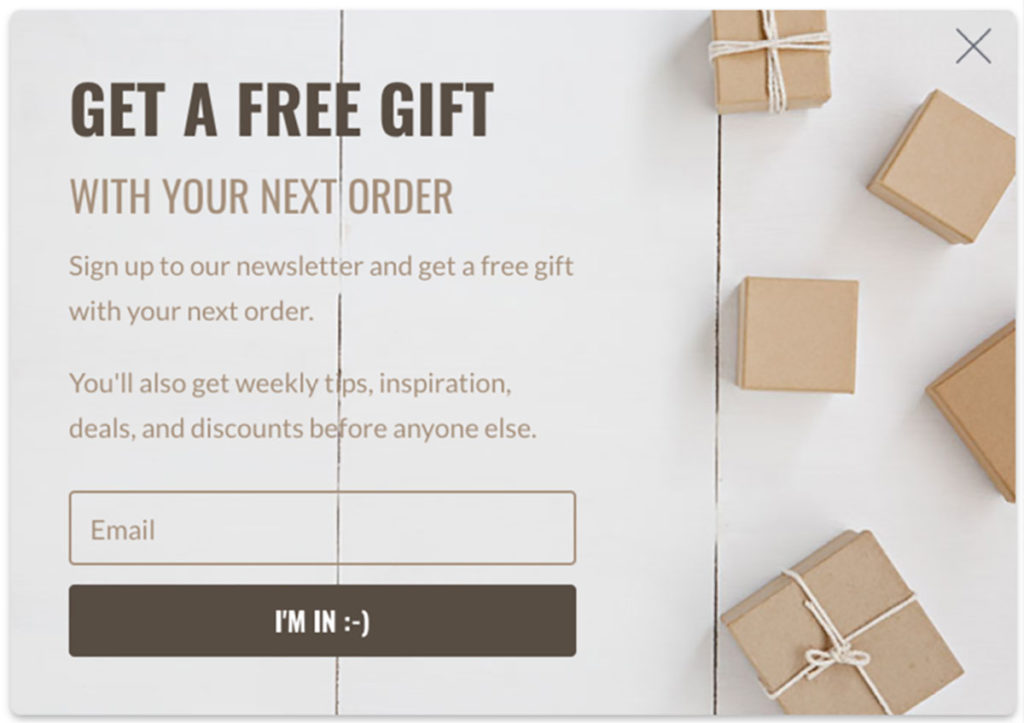 GET A FREE GIFT
WITH YOUR NEXT ORDER
Sign up to our newsletter and get a free gift
with your next order.
You'll also get weekly tips, inspiration,
deals, and discounts before anyone else.
Email
I'M IN :-)